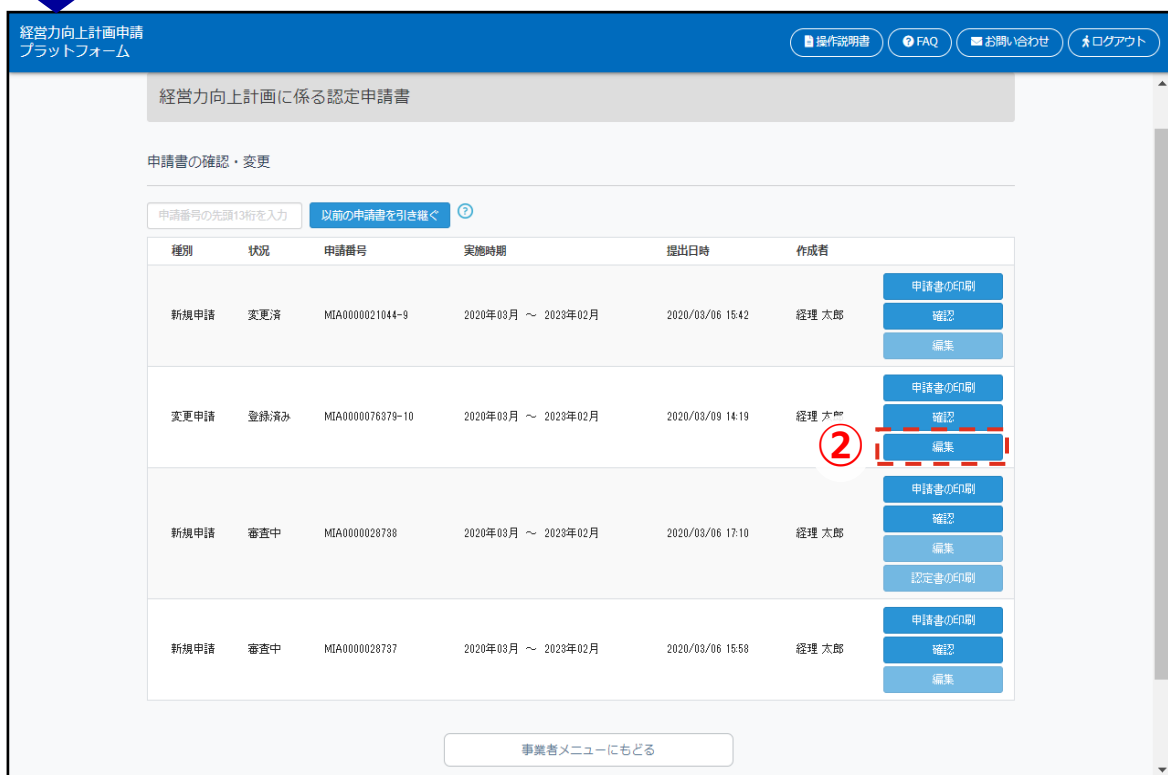 経営力向上計画申請
プラットフォーム
操作説明書 FAQ お問い合わせ ログアウト
経営力向上計画に係る認定申請書
申請書の確認・変更
申請番号の先頭13桁を入力 以前の申請書を引き継ぐ ?
種別 状況 申請番号 実施時期 提出日時 作成者
申請書の印刷
新規申請 変更済 MIA0000021044-9 2020年03月 ～ 2023年02月 2020/03/06 15:42 経理 太郎 確認
編集
申請書の印刷
変更申請 登録済み MIA0000076379-10 2020年03月 ～ 2023年02月 2020/03/09 14:19 経理 太郎 確認
② 編集
申請書の印刷
確認
新規申請 審査中 MIA0000028738 2020年03月 ～ 2023年02月 2020/03/06 17:10 経理 太郎
編集
認定書の印刷
申請書の印刷
新規申請 審査中 MIA0000028737 2020年03月 ～ 2023年02月 2020/03/06 15:58 経理 太郎 確認
編集
事業者メニューにもどる